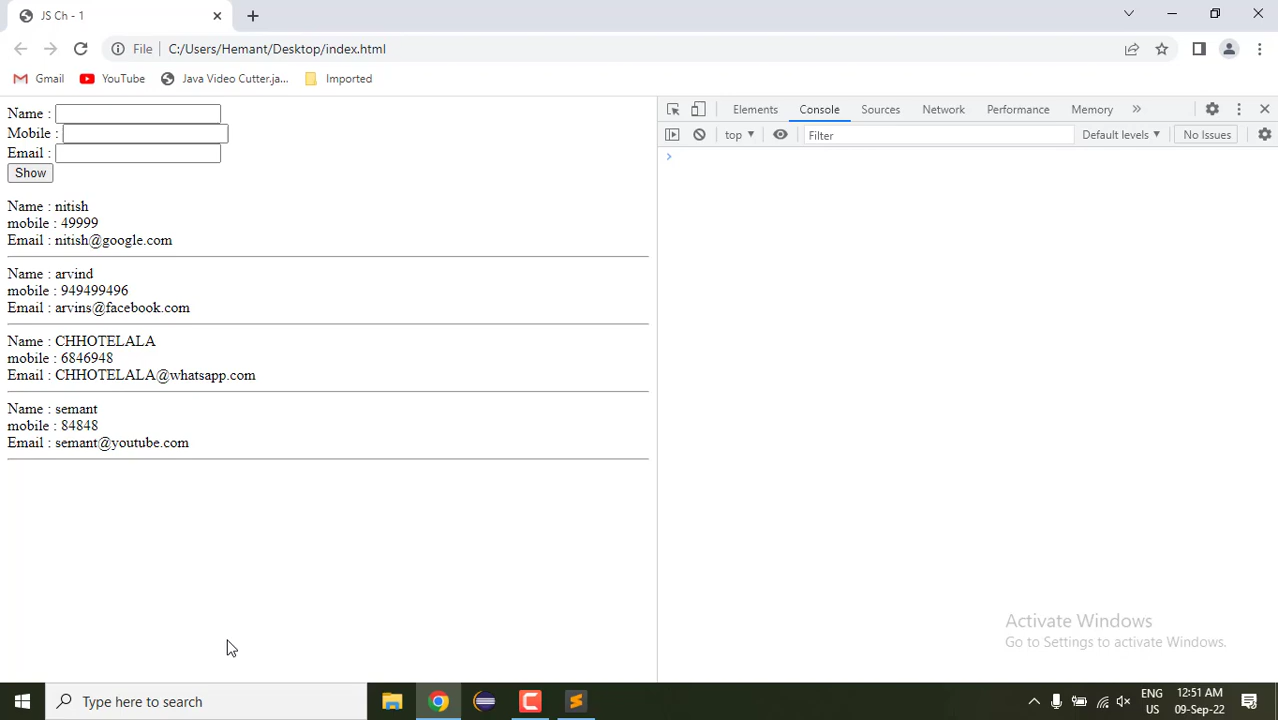 JS Ch - 1
File
C:/Users/Hemant/Desktop/index.html
Gmail
YouTube
Java Video Cutter.ja...
Imported
Name :
Mobile :
Email :
Show
Name : nitish
mobile : 49999
Email : nitish@google.com
Name : arvind
mobile : 949499496
Email : arvins@facebook.com
Name : CHHOTELALA
mobile : 6846948
Email : CHHOTELALA@whatsapp.com
Name : semant
mobile : 84848
Email : semant@youtube.com
Elements Console Sources Network Performance Memory »
top Filter Default levels No Issues
Activate Windows
Go to Settings to activate Windows.
Type here to search
ENG
US
12:51 AM
09-Sep-22